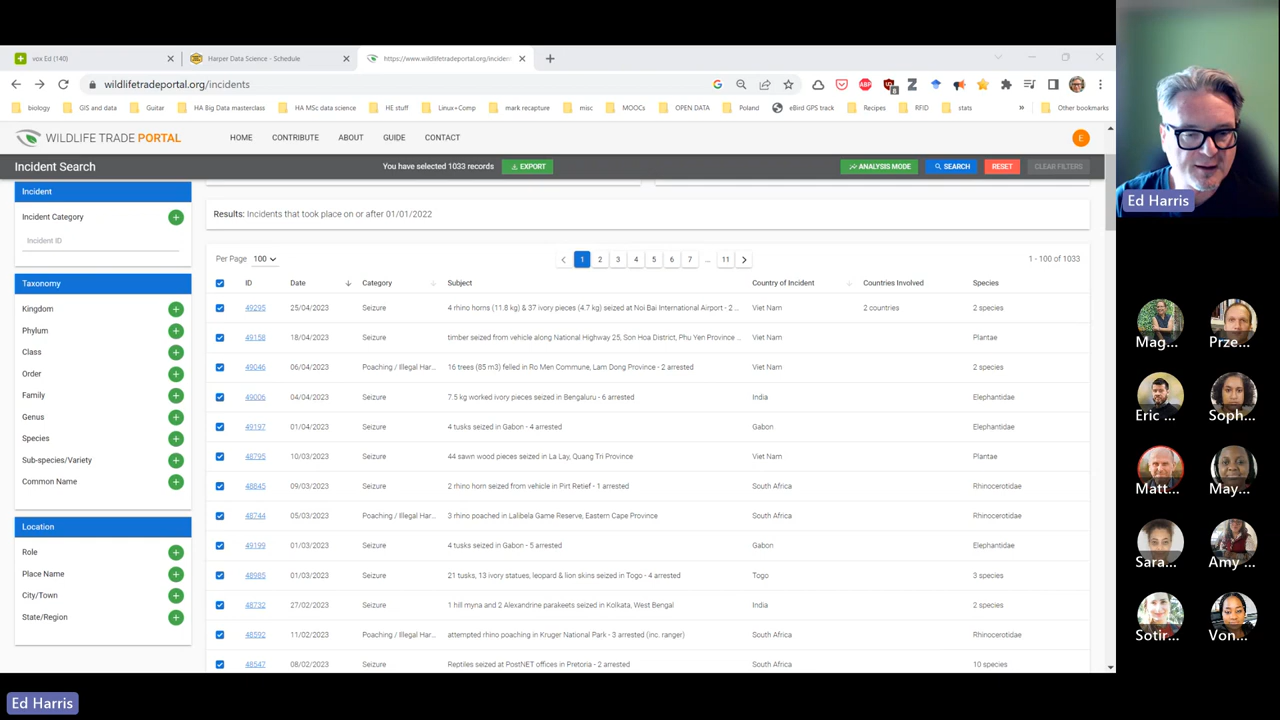 vox Ed (140)
Harper Data Science - Schedule
https://www.wildlifetradeportal.org/inciden
wildlifetradeportal.org/incidents
biology GIS and data Guitar HA Big Data masterclass HA MSc data science HE stuff Linux+Comp mark recapture misc MOOCs OPEN DATA Poland eBird GPS track Recipes RFID stats » Other bookmarks
WILDLIFE TRADE PORTAL HOME CONTRIBUTE ABOUT GUIDE CONTACT E
Incident Search You have selected 1033 records EXPORT ANALYSIS MODE SEARCH RESET CLEAR FILTERS
Incident
Incident Category
Incident ID
Taxonomy
Kingdom
Phylum
Class
Order
Family
Genus
Species
Sub-species/Variety
Common Name
Location
Role
Place Name
City/Town
State/Region
Results: Incidents that took place on or after 01/01/2022
Per Page 100 < 1 2 3 4 5 6 7 ... 11 > 1 - 100 of 1033
ID Date Category Subject Country of Incident Countries Involved Species
49295 25/04/2023 Seizure 4 rhino horns (11.8 kg) & 37 ivory pieces (4.7 kg) seized at Noi Bai International Airport - 2 ... Viet Nam 2 countries 2 species
49158 18/04/2023 Seizure timber seized from vehicle along National Highway 25, Son Hoa District, Phu Yen Province ... Viet Nam Plantae
49046 06/04/2023 Poaching / Illegal Har... 16 trees (85 m3) felled in Ro Men Commune, Lam Dong Province - 2 arrested Viet Nam 2 species
49006 04/04/2023 Seizure 7.5 kg worked ivory pieces seized in Bengaluru - 6 arrested India Elephantidae
49197 01/04/2023 Seizure 4 tusks seized in Gabon - 4 arrested Gabon Elephantidae
48795 10/03/2023 Seizure 44 sawn wood pieces seized in La Lay, Quang Tri Province Viet Nam Plantae
48845 09/03/2023 Seizure 2 rhino horn seized from vehicle in Pirt Retief - 1 arrested South Africa Rhinocerotidae
48744 05/03/2023 Poaching / Illegal Har... 3 rhino poached in Lalibela Game Reserve, Eastern Cape Province South Africa Rhinocerotidae
49199 01/03/2023 Seizure 4 tusks seized in Gabon - 5 arrested Gabon Elephantidae
48985 01/03/2023 Seizure 21 tusks, 13 ivory statues, leopard & lion skins seized in Togo - 4 arrested Togo 3 species
48732 27/02/2023 Seizure 1 hill myna and 2 Alexandrine parakeets seized in Kolkata, West Bengal India 2 species
48592 11/02/2023 Poaching / Illegal Har... attempted rhino poaching in Kruger National Park - 3 arrested (inc. ranger) South Africa Rhinocerotidae
48547 08/02/2023 Seizure Reptiles seized at PostNET offices in Pretoria - 2 arrested South Africa 10 species
Ed Harris
Mag... Prze...
Eric ... Soph...
Matt... May...
Sara... Amy ...
Sotir... Von...
Ed Harris